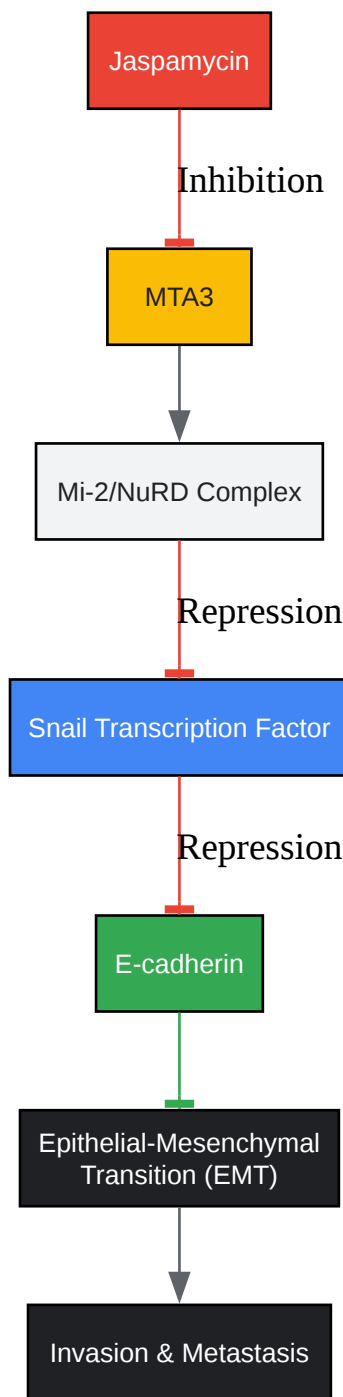 Jaspamycin
Inhibition
MTA3
Mi-2/NuRD Complex
Repression
Snail Transcription Factor
Repression
E-cadherin
Epithelial-Mesenchymal
Transition (EMT)
Invasion & Metastasis